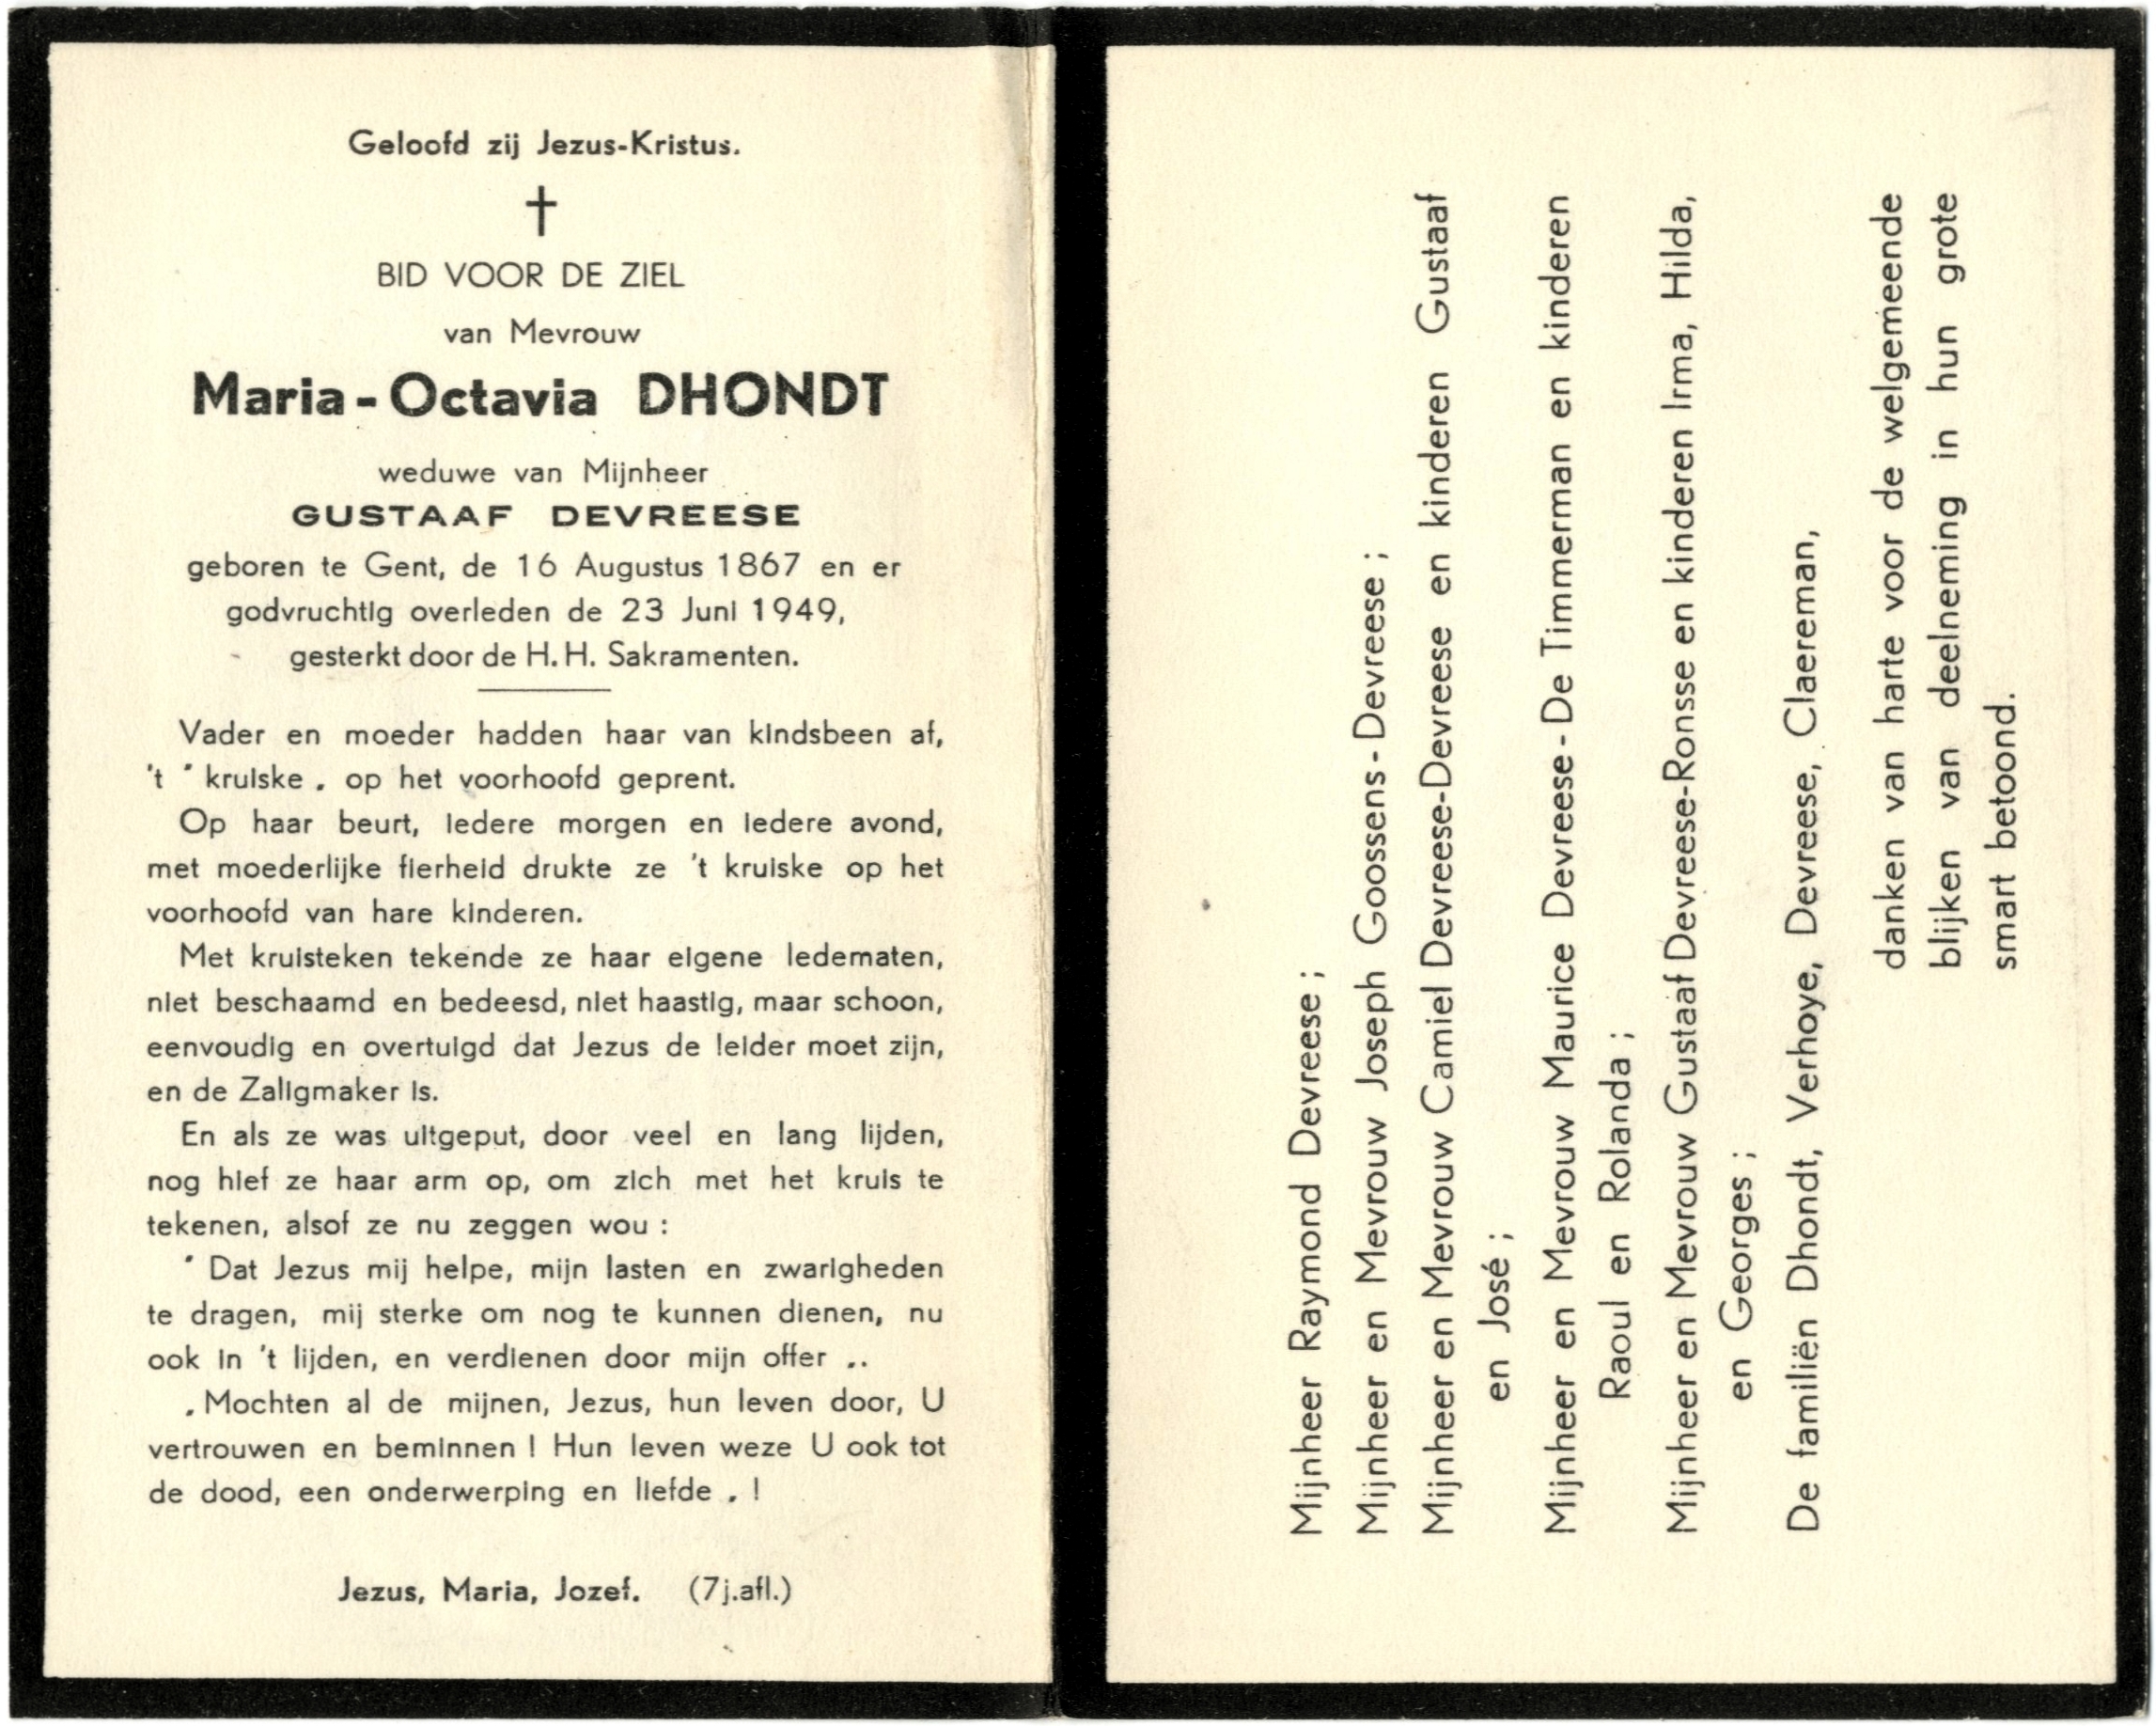 Geloofd zij Jezus-Kristus.
BID VOOR DE ZIEL
van Mevrouw
Maria-Octavia DHONDT
weduwe van Mijnheer
GUSTAAF DEVREESE
geboren te Gent, de 16 Augustus 1867 en er
godvruchtig overleden de 23 Juni 1949,
gesterkt door de H. H. Sakramenten.
Vader en moeder hadden haar van kindsbeen af,
't " kruiske „ op het voorhoofd geprent.
Op haar beurt, iedere morgen en iedere avond,
met moederlijke fierheid drukte ze 't kruiske op het
voorhoofd van hare kinderen.
Met kruisteken tekende ze haar eigene ledematen,
niet beschaamd en bedeesd, niet haastig, maar schoon,
eenvoudig en overtuigd dat Jezus de leider moet zijn,
en de Zaligmaker is.
En als ze was uitgeput, door veel en lang lijden,
nog hief ze haar arm op, om zich met het kruis te
tekenen, alsof ze nu zeggen wou :
" Dat Jezus mij helpe, mijn lasten en zwarigheden
te dragen, mij sterke om nog te kunnen dienen, nu
ook in 't lijden, en verdienen door mijn offer „.
„ Mochten al de mijnen, Jezus, hun leven door, U
vertrouwen en beminnen ! Hun leven weze U ook tot
de dood, een onderwerping en liefde „ !
Jezus, Maria, Jozef. (7 j. afl.)
Mijnheer Raymond Devreese ;
Mijnheer en Mevrouw Joseph Goossens-Devreese ;
Mijnheer en Mevrouw Camiel Devreese-Devreese en kinderen Gustaaf
en José ;
Mijnheer en Mevrouw Maurice Devreese-De Timmerman en kinderen
Raoul en Rolanda ;
Mijnheer en Mevrouw Gustaaf Devreese-Ronsse en kinderen Irma, Hilda,
en Georges ;
De familiën Dhondt, Verhoye, Devreese, Claereman,
danken van harte voor de welgemeende
blijken van deelneming in hun grote
smart betoond.